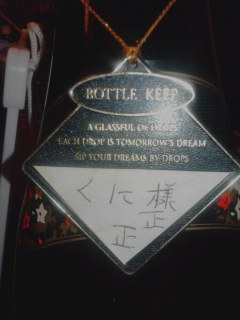 BOTTLE KEEP
A GLASSFUL OF DROPS
EACH DROP IS TOMORROW'S DREAM
SIP YOUR DREAMS BY DROPS
くに様
正正